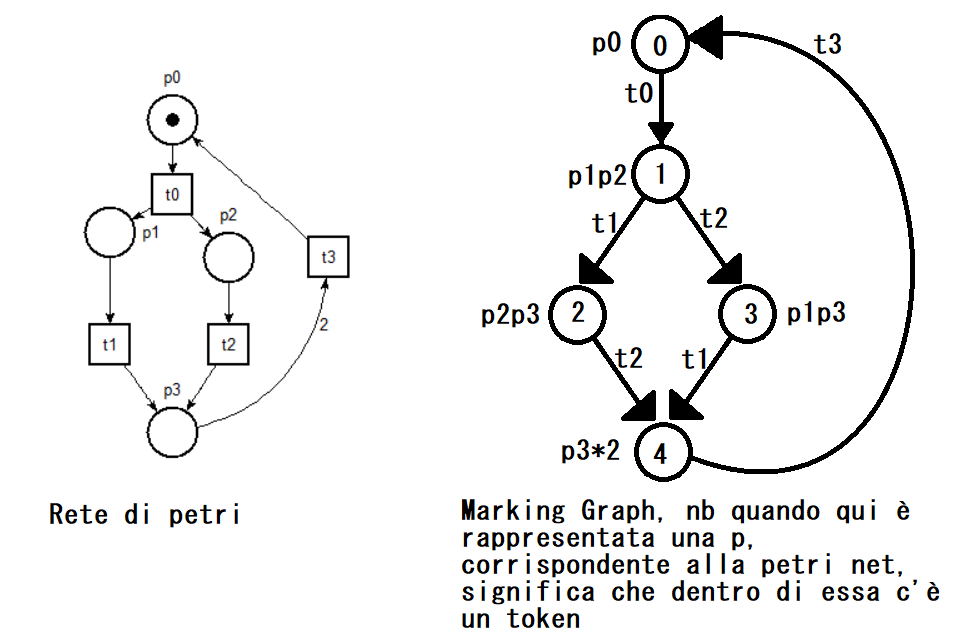 p0
t0
p1
p2
t3
t1
t2
2
p3
Rete di petri
p0
0
t3
t0
p1p2
1
t1
t2
p2p3
2
3
p1p3
t2
t1
p3*2
4
Marking Graph, nb quando qui è
rappresentata una p,
corrispondente alla petri net,
significa che dentro di essa c'è
un token